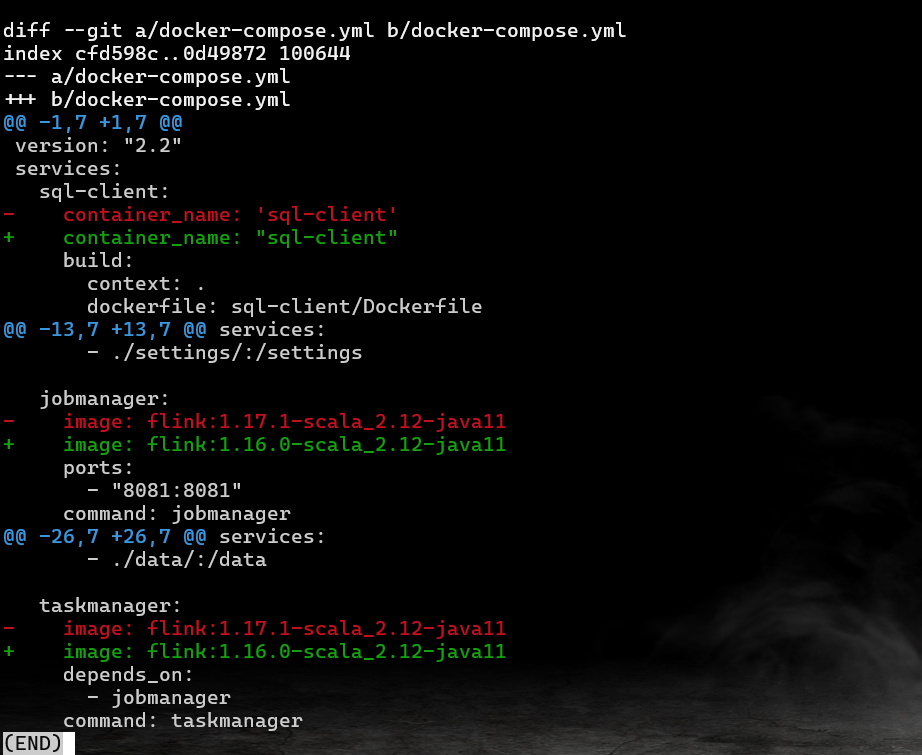 diff --git a/docker-compose.yml b/docker-compose.yml
index cfd598c..0d49872 100644
--- a/docker-compose.yml
+++ b/docker-compose.yml
@@ -1,7 +1,7 @@
 version: "2.2"
 services:
   sql-client:
-    container_name: 'sql-client'
+    container_name: "sql-client"
     build:
       context: .
       dockerfile: sql-client/Dockerfile
@@ -13,7 +13,7 @@ services:
       - ./settings/:/settings

   jobmanager:
-    image: flink:1.17.1-scala_2.12-java11
+    image: flink:1.16.0-scala_2.12-java11
     ports:
       - "8081:8081"
     command: jobmanager
@@ -26,7 +26,7 @@ services:
       - ./data/:/data

   taskmanager:
-    image: flink:1.17.1-scala_2.12-java11
+    image: flink:1.16.0-scala_2.12-java11
     depends_on:
       - jobmanager
     command: taskmanager
(END)